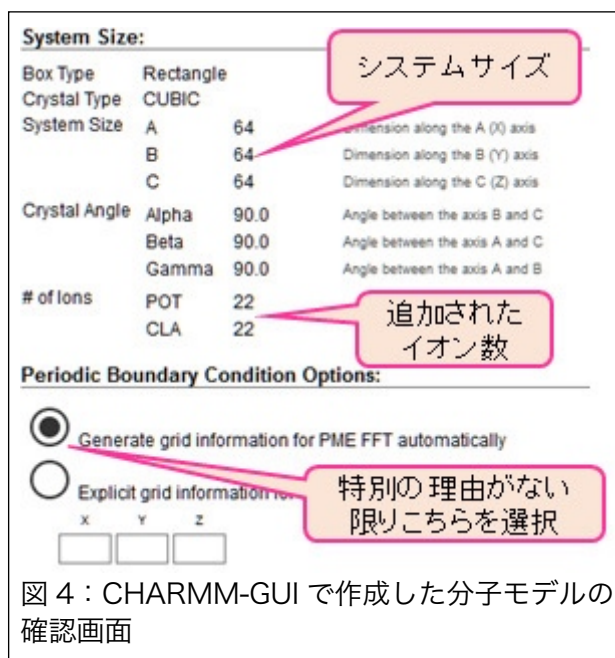 System Size:
システムサイズ
Box Type Rectangle
Crystal Type CUBIC
System Size A 64 Dimension along the A (X) axis
B 64 Dimension along the B (Y) axis
C 64 Dimension along the C (Z) axis
Crystal Angle Alpha 90.0 Angle between the axis B and C
Beta 90.0 Angle between the axis A and C
Gamma 90.0 Angle between the axis A and B
# of Ions POT 22
CLA 22
追加された
イオン数
Periodic Boundary Condition Options:
Generate grid information for PME FFT automatically
Explicit grid information
特別の理由がない
限りこちらを選択
X Y Z
図 4：CHARMM-GUI で作成した分子モデルの
確認画面